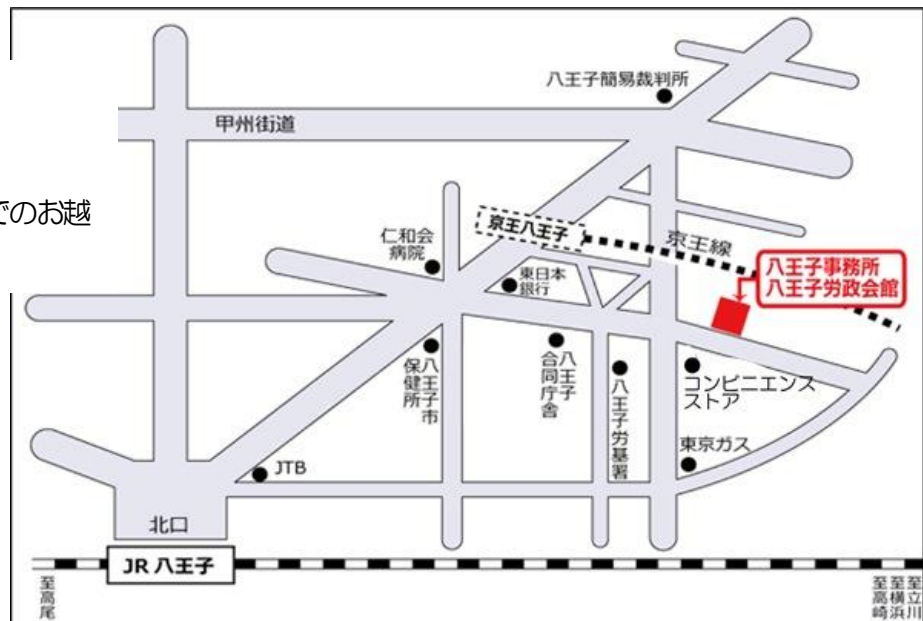 八王子簡易裁判所
甲州街道
でのお越
京王八王子
京王線
仁和会
病院
東日本
銀行
八王子事務所
八王子労政会館
八王子市
保健所
八王子
合同庁舎
八王子労基署
コンビニエンス
ストア
東京ガス
JTB
北口
JR 八王子
至高尾
至高崎
至横浜
至立川